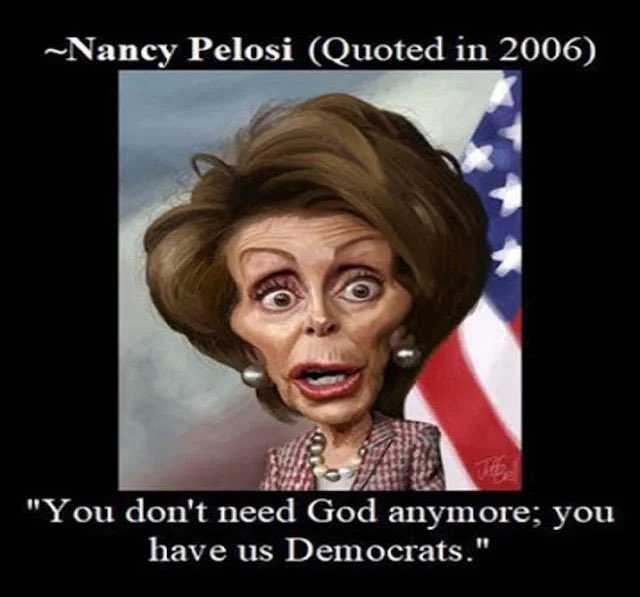 ~Nancy Pelosi (Quoted in 2006)
"You don't need God anymore; you
have us Democrats."